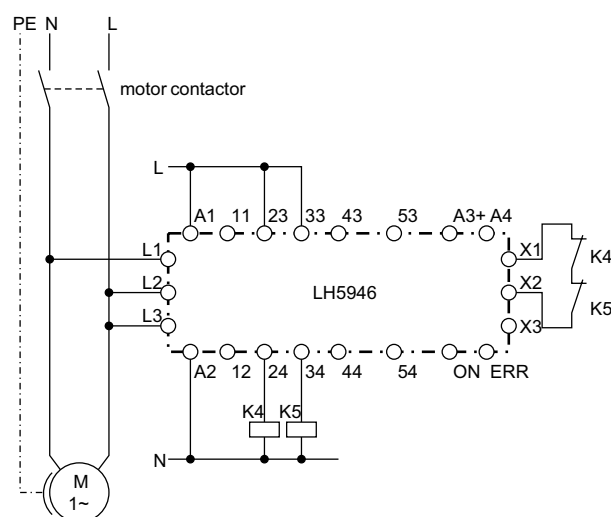 PE N L
motor contactor
L
A1 11 23 33 43 53 A3+ A4
L1 X1
K4
L2 LH5946 X2
K5
L3 X3
A2 12 24 34 44 54 ON ERR
K4 K5
N
M
1~